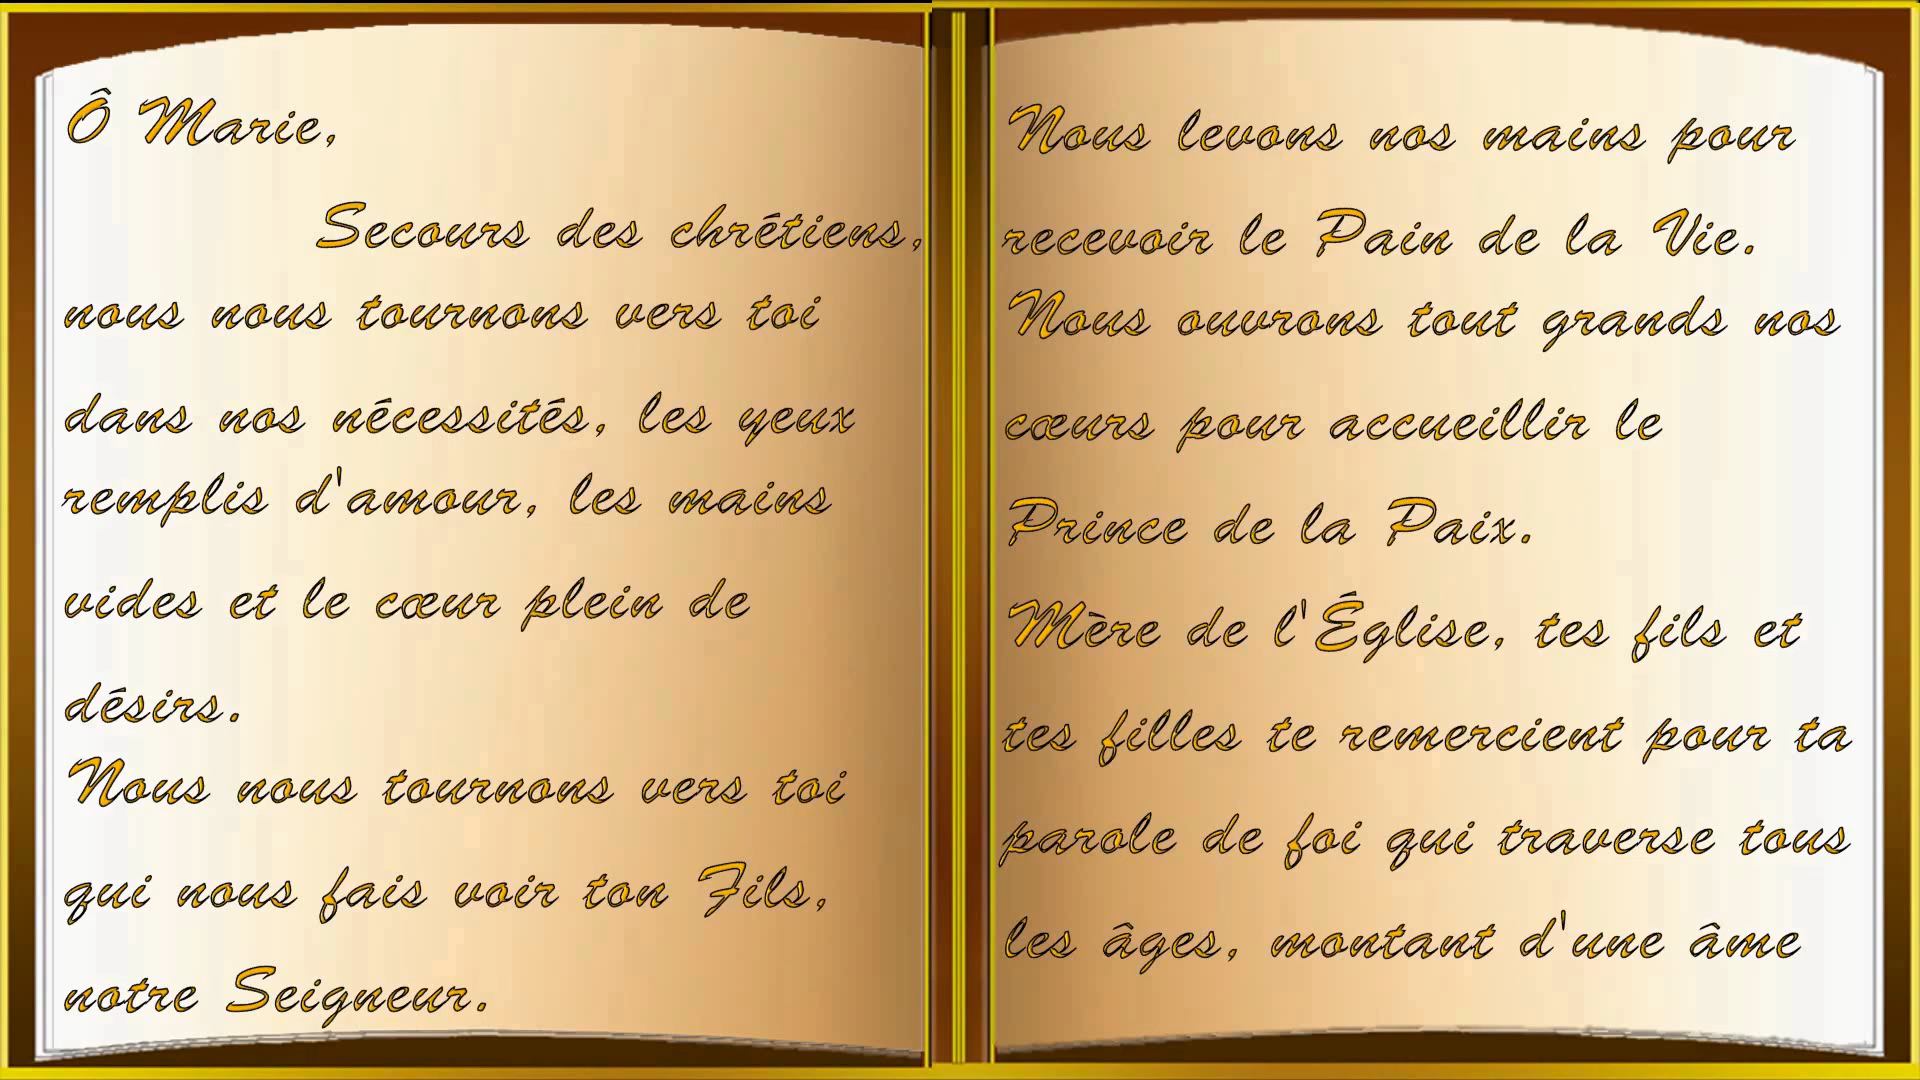 Ô Marie,
Secours des chrétiens,
nous nous tournons vers toi
dans nos nécessités, les yeux
remplis d'amour, les mains
vides et le cœur plein de
désirs.
Nous nous tournons vers toi
qui nous fais voir ton Fils,
notre Seigneur.
Nous levons nos mains pour
recevoir le Pain de la Vie.
Nous ouvrons tout grands nos
cœurs pour accueillir le
Prince de la Paix.
Mère de l'Église, tes fils et
tes filles te remercient pour ta
parole de foi qui traverse tous
les âges, montant d'une âme